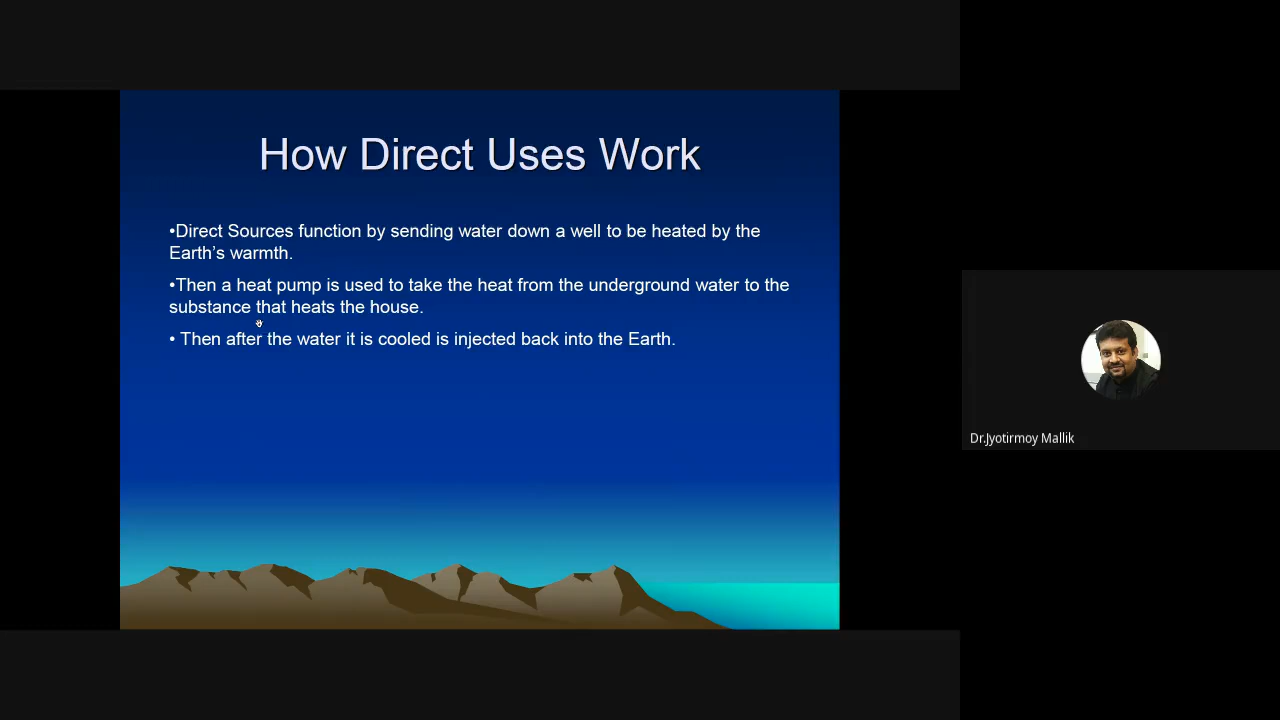 How Direct Uses Work
•Direct Sources function by sending water down a well to be heated by the
Earth’s warmth.
•Then a heat pump is used to take the heat from the underground water to the
substance that heats the house.
• Then after the water it is cooled is injected back into the Earth.
Dr.Jyotirmoy Mallik